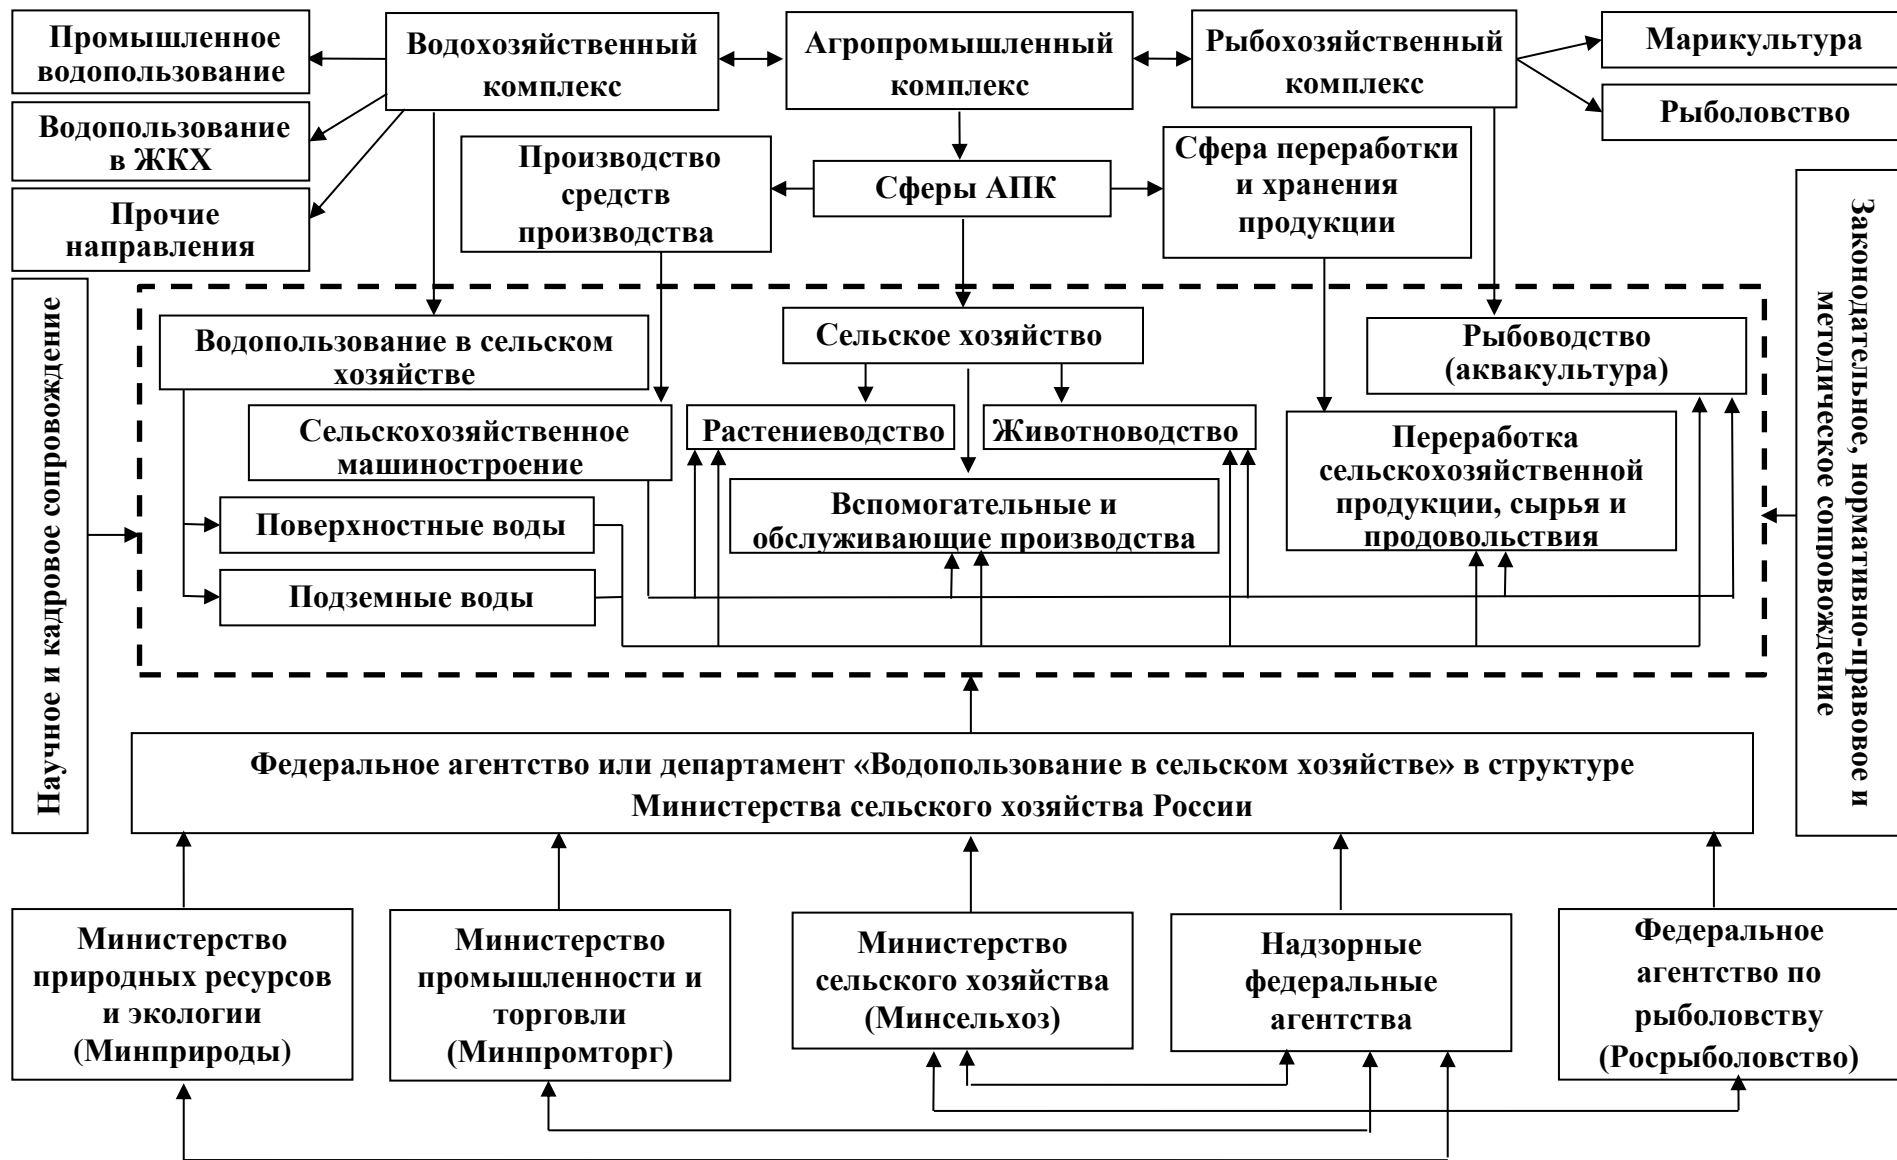 Промышленное
водопользование
Водохозяйственный
комплекс
Агропромышленный
комплекс
Рыбохозяйственный
комплекс
Марикультура
Рыболовство
Водопользование
в ЖКХ
Прочие
направления
Производство
средств
производства
Сферы АПК
Сфера переработки
и хранения
продукции
Научное и кадровое сопровождение
Законодательное, нормативно-правовое и
методическое сопровождение
Водопользование в сельском
хозяйстве
Сельское хозяйство
Рыбоводство
(аквакультура)
Сельскохозяйственное
машиностроение
Растениеводство
Животноводство
Переработка
сельскохозяйственной
продукции, сырья и
продовольствия
Поверхностные воды
Вспомогательные и
обслуживающие производства
Подземные воды
Федеральное агентство или департамент «Водопользование в сельском хозяйстве» в структуре
Министерства сельского хозяйства России
Министерство
природных ресурсов
и экологии
(Минприроды)
Министерство
промышленности и
торговли
(Минпромторг)
Министерство
сельского хозяйства
(Минсельхоз)
Надзорные
федеральные
агентства
Федеральное
агентство по
рыболовству
(Росрыболовство)